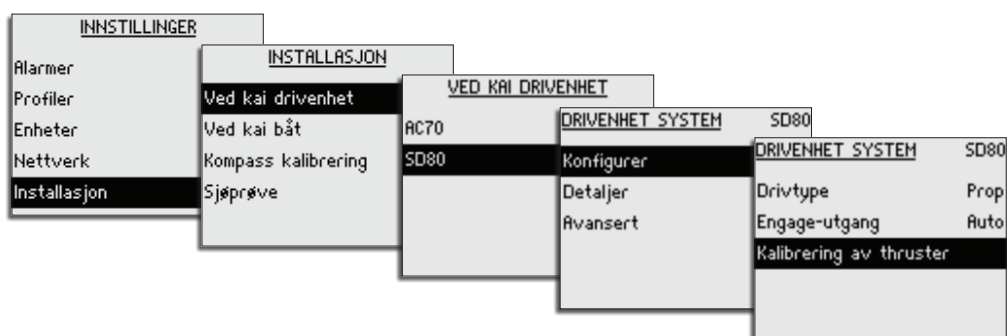 INNSTILLINGER
Alarmer
Profiler
Enheter
Nettverk
Installasjon
INSTALLASJON
Ved kai drivenhet
Ved kai båt
Kompass kalibrering
Sjøprøve
VED KAI DRIVENHET
AC70
SD80
DRIVENHET SYSTEM SD80
Konfigurer
Detaljer
Avansert
DRIVENHET SYSTEM SD80
Drivtype Prop
Engage-utgang Auto
Kalibrering av thruster